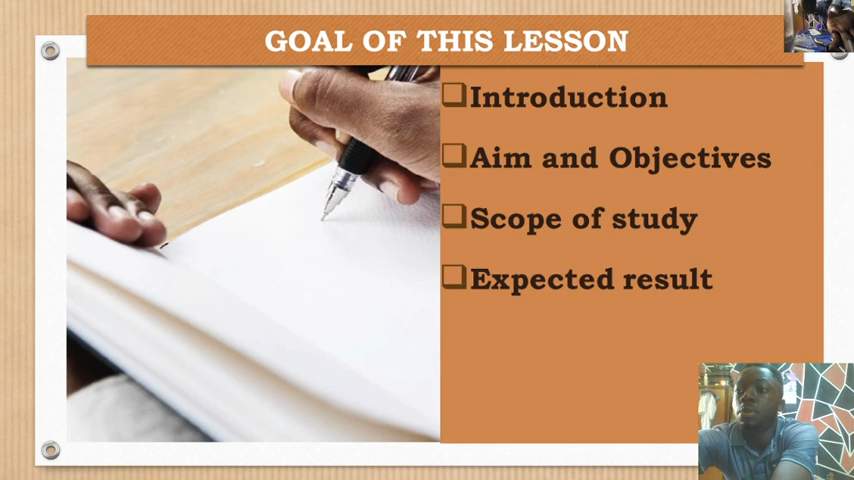 GOAL OF THIS LESSON
Introduction
Aim and Objectives
Scope of study
Expected result